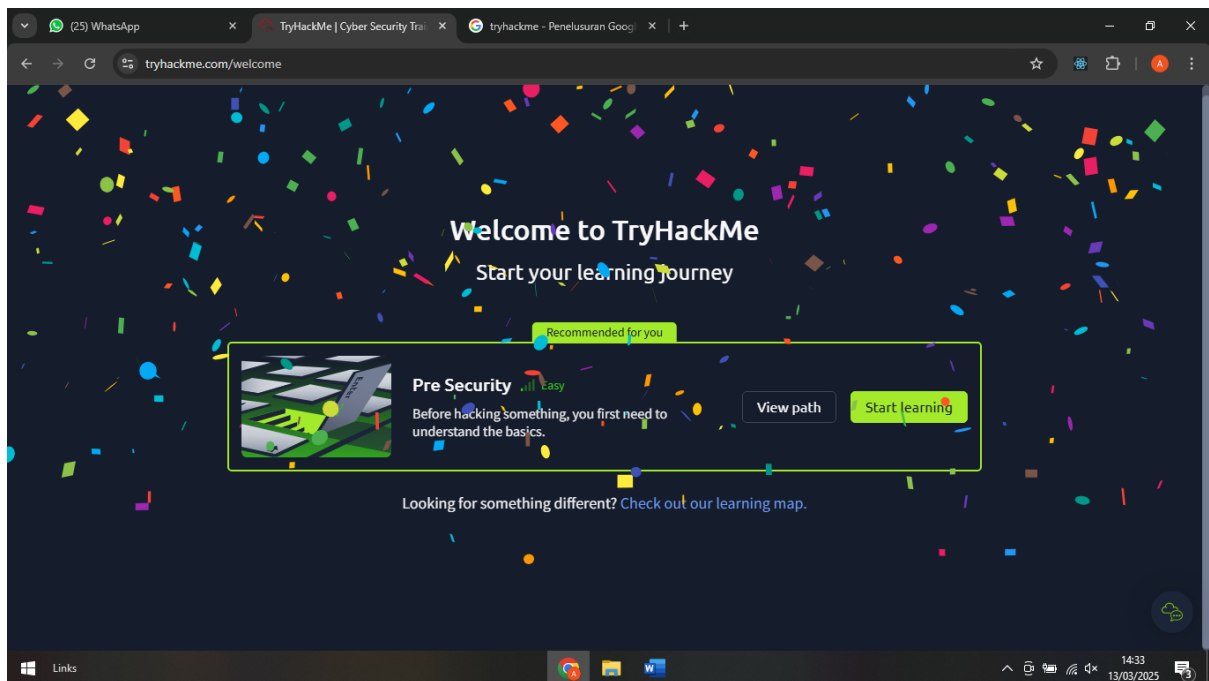 (25) WhatsApp
TryHackMe | Cyber Security Trai
tryhackme - Penelusuran Googl
tryhackme.com/welcome
A
Welcome to TryHackMe
Start your learning journey
Recommended for you
Enter
Pre Security
Easy
Before hacking something, you first need to
understand the basics.
View path
Start learning
Looking for something different? Check out our learning map.
Links
14:33
13/03/2025
3